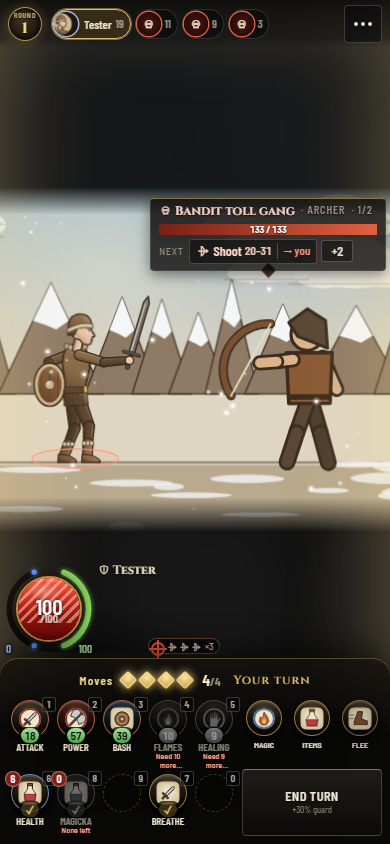 ROUND
1
Tester 19
11
9
3
BANDIT TOLL GANG · ARCHER · 1/2
133 / 133
NEXT Shoot 20-31 → you +2
TESTER
100
/100
0
100
×3
Moves 4/4 YOUR TURN
1 2 3 4 5
18 57 39 10 9
ATTACK POWER BASH FLAMES HEALING MAGIC ITEMS FLEE
Need 10 more...
Need 9 more...
6 6 0 8 9 7 0
HEALTH MAGICKA BREATHE
None left
END TURN
+30% guard